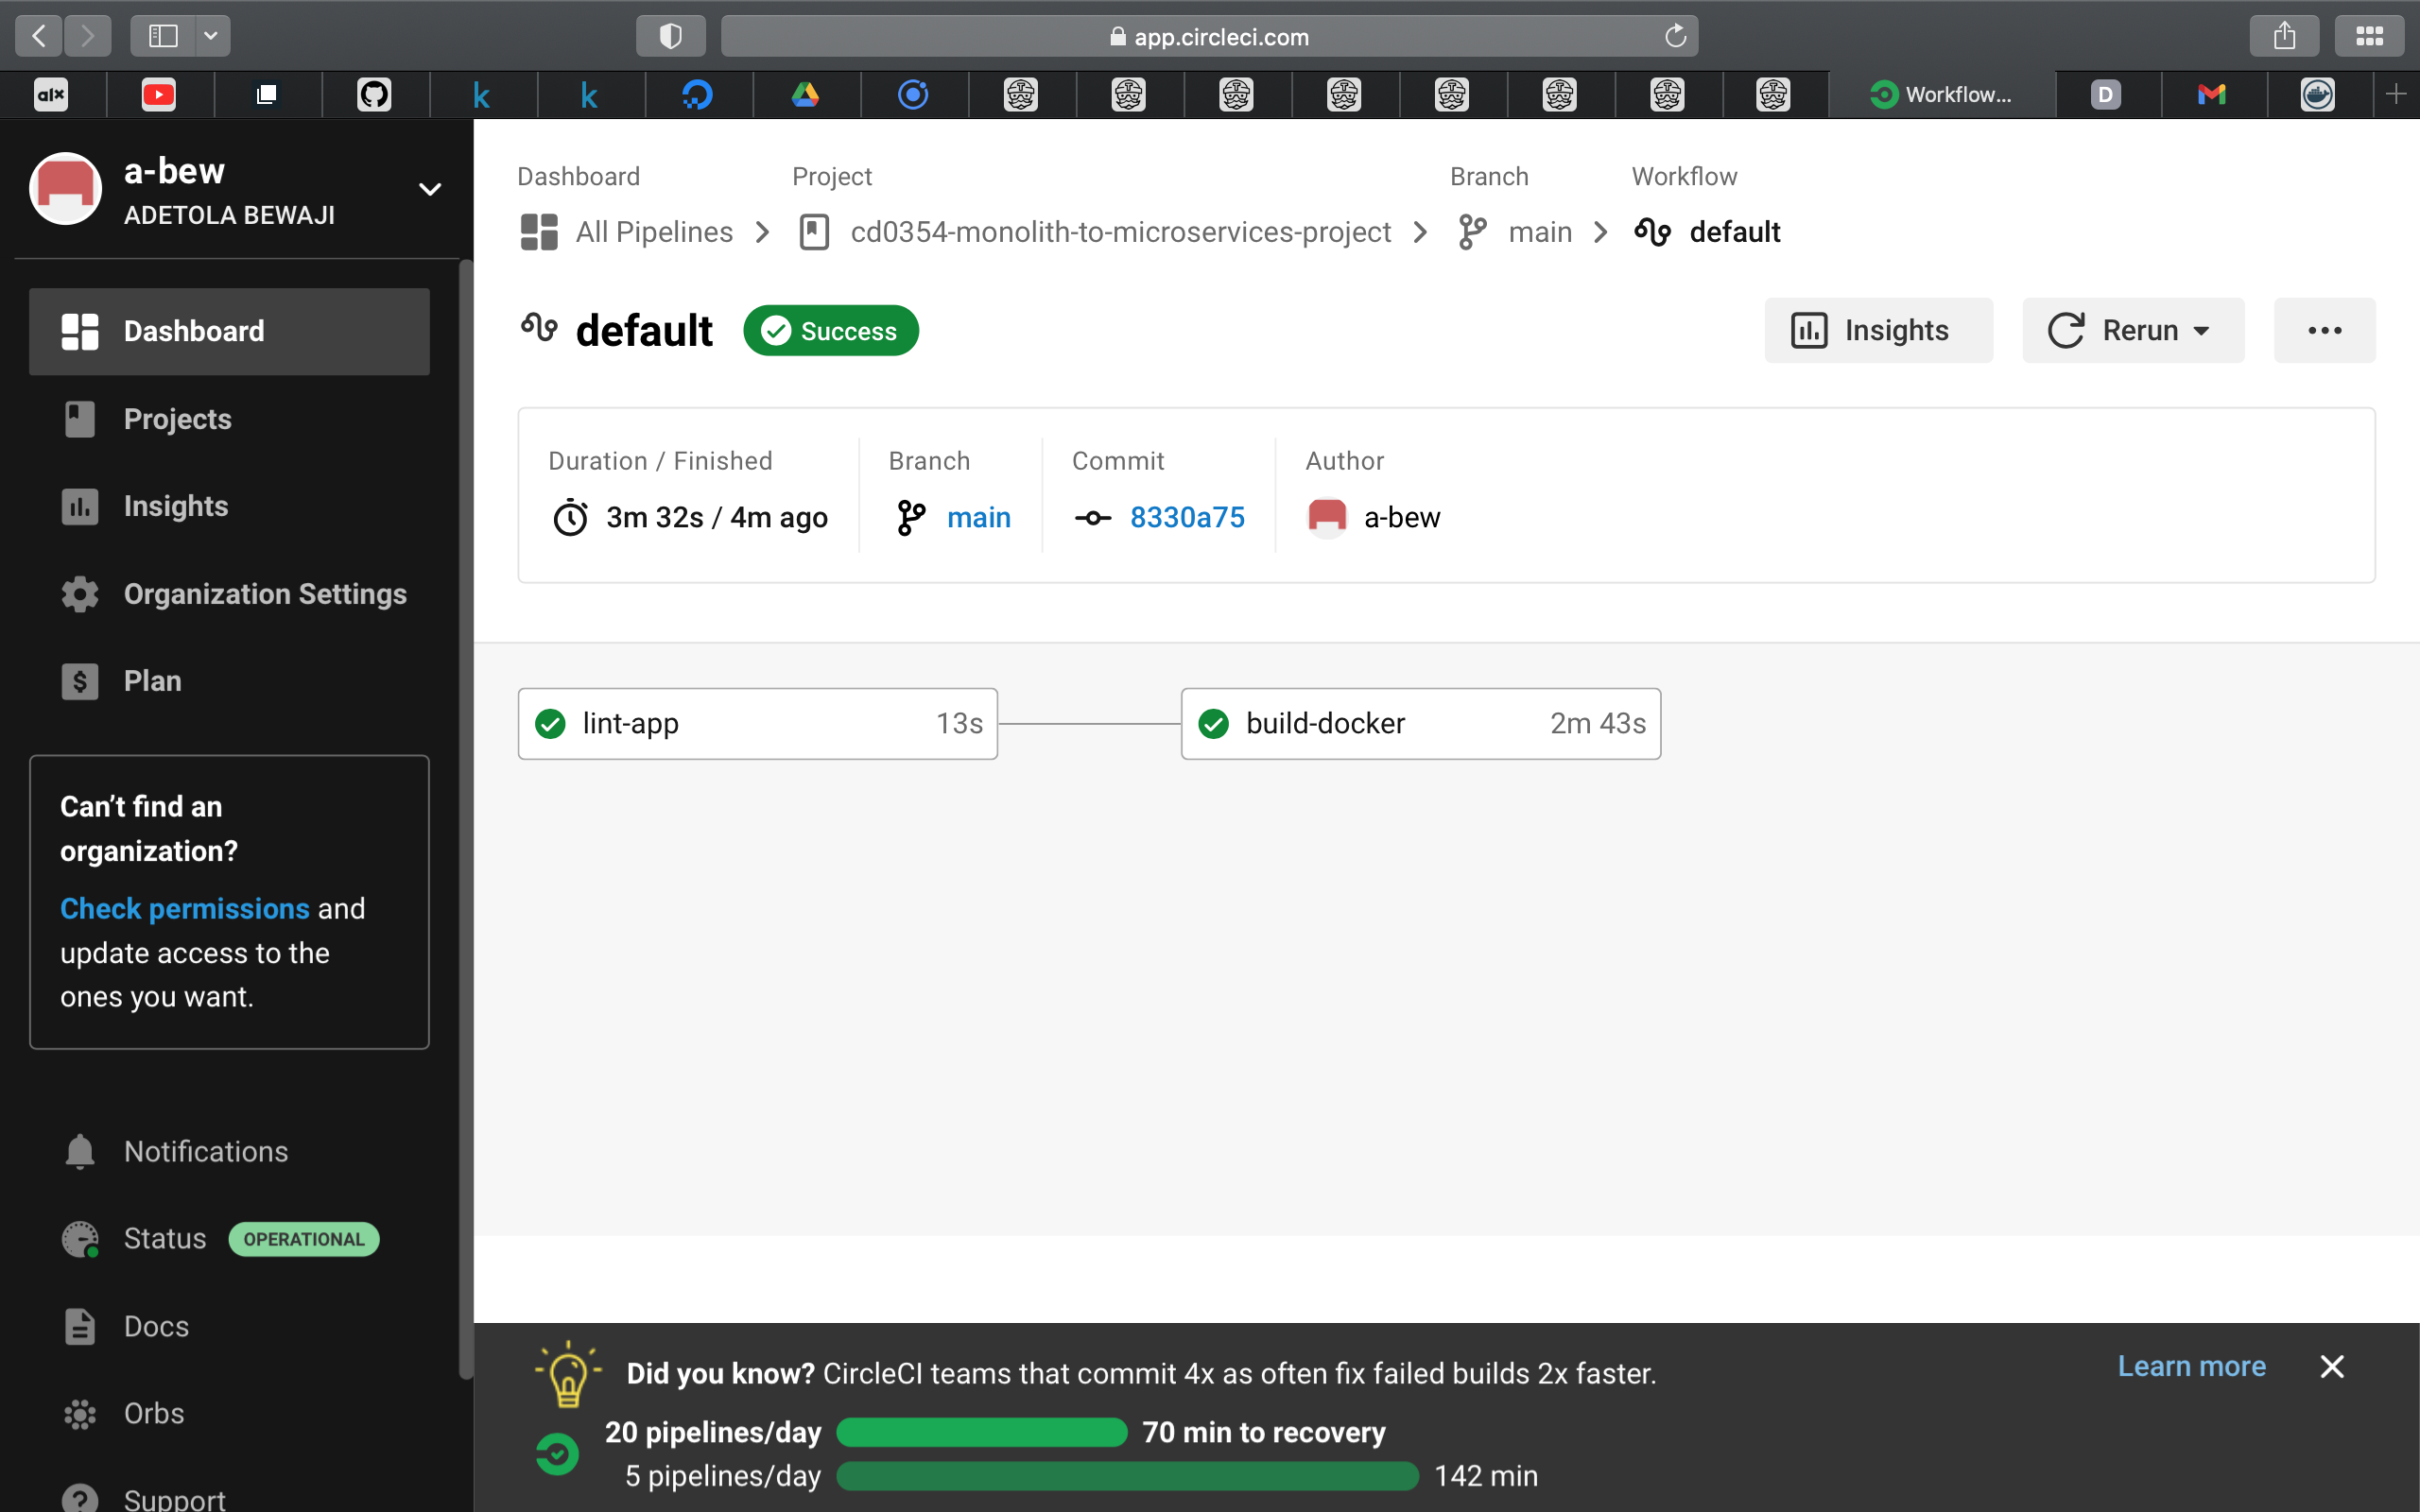 app.circleci.com
alx
k
k
Workflow...
D
a-bew
ADETOLA BEWAJI
Dashboard
Projects
Insights
Organization Settings
Plan
Can’t find an
organization?
Check permissions and
update access to the
ones you want.
Notifications
Status OPERATIONAL
Docs
Orbs
Support
Dashboard Project Branch Workflow
All Pipelines cd0354-monolith-to-microservices-project main default
default Success Insights Rerun
Duration / Finished Branch Commit Author
3m 32s / 4m ago main 8330a75 a-bew
lint-app 13s build-docker 2m 43s
Did you know? CircleCI teams that commit 4x as often fix failed builds 2x faster. Learn more
20 pipelines/day 70 min to recovery
5 pipelines/day 142 min